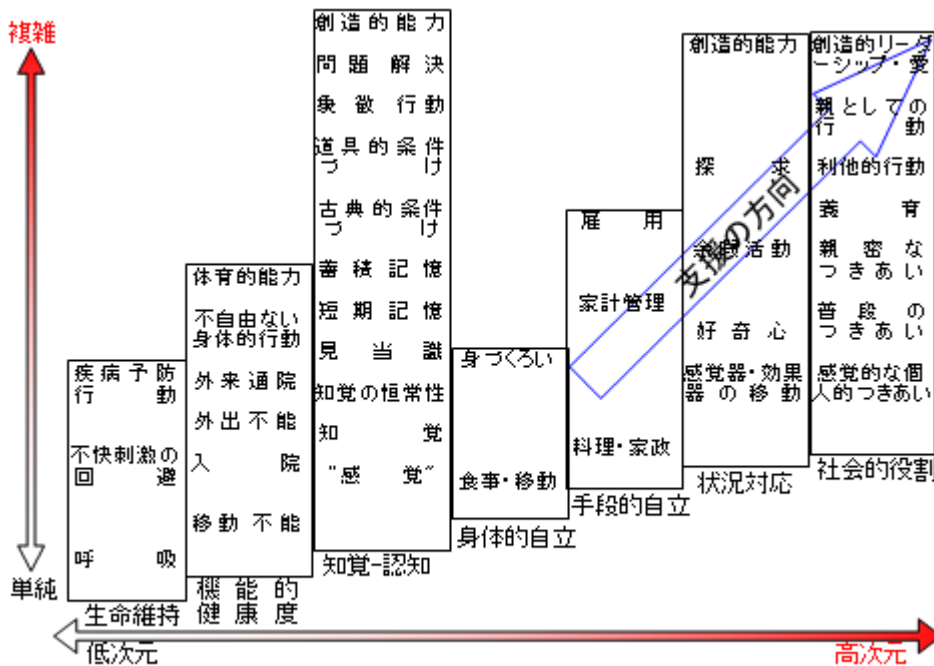 複雑
疾病予防
行動
不快刺激の
回避
呼吸
生命維持
体育的能力
不自由ない
身体的行動
外来通院
外出不能
入院
移動不能
機能的
健康度
創造的能力
問題解決
象徴行動
道具的条件
づけ
古典的条件
づけ
蓄積記憶
短期記憶
見当識
知覚の恒常性
知覚
"感覚"
知覚-認知
身づくろい
食事・移動
身体的自立
雇用
家計管理
料理・家政
手段的自立
創造的能力
探求
余暇活動
好奇心
感覚器・効果
器の移動
状況対応
創造的リーダ
ーシップ・愛
親としての
行動
利他的行動
養育
親密な
つきあい
普段の
つきあい
感覚的な個
人的つきあい
社会的役割
支援の方向
単純
低次元
高次元